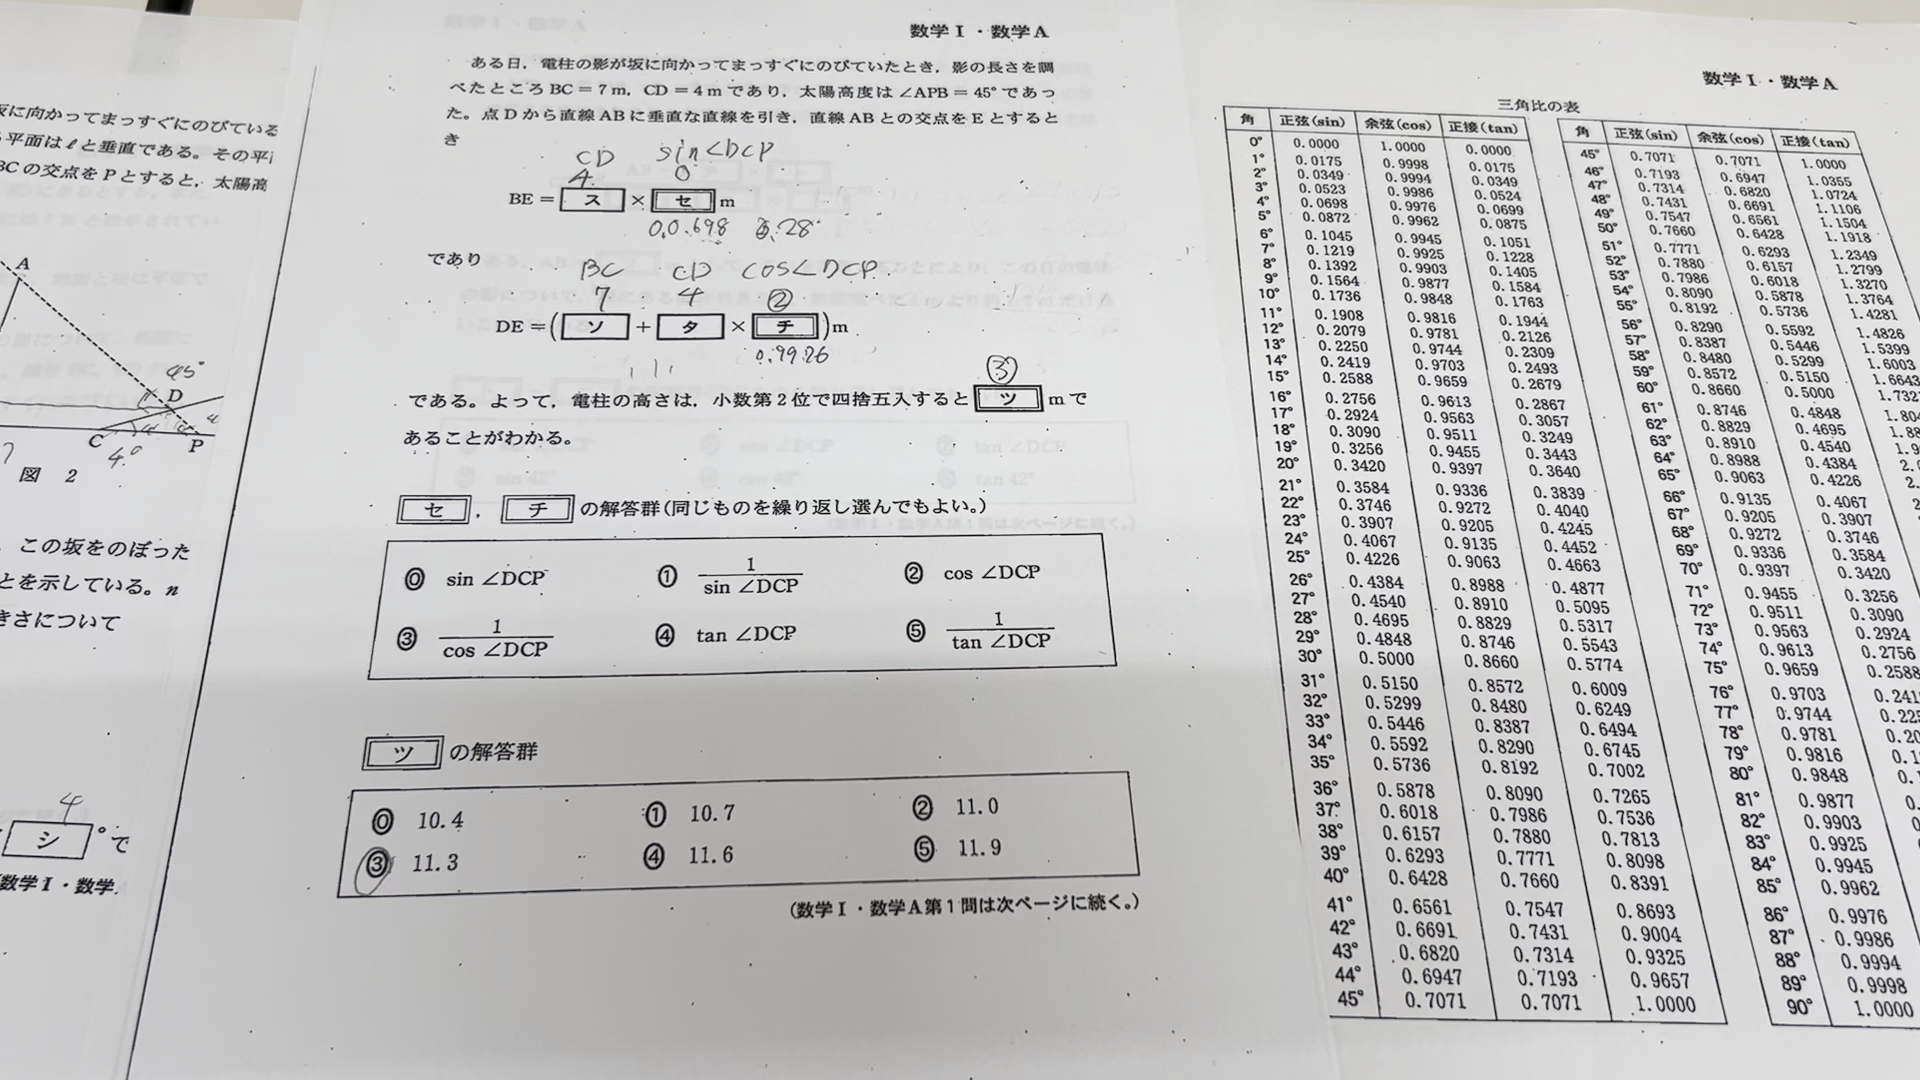 坂に向かってまっすぐにのびている
平面はℓと垂直である。その平
BCの交点をPとすると，太陽高
A
45°
D
C
P
4°
図 2
この坂をのぼった
とを示している。n
きさについて
4
シ °で
数学Ⅰ・数学
数学Ⅰ・数学A
ある日，電柱の影が坂に向かってまっすぐにのびていたとき，影の長さを調
べたところBC＝7m，CD＝4mであり，太陽高度は∠APB＝45°であっ
た。点Dから直線ABに垂直な直線を引き，直線ABとの交点をEとすると
き
CD sin∠DCP
4 0
BE＝ ス × セ m
0.0698 0.28
であり
BC CD COS∠DCP
7 4 ②
DE＝( ソ ＋ タ × チ )m
0.9926
③
である。よって，電柱の高さは，小数第2位で四捨五入すると ツ mで
あることがわかる。
セ ， チ の解答群(同じものを繰り返し選んでもよい。)
⓪ sin ∠DCP ① 1/sin ∠DCP ② cos ∠DCP
③ 1/cos ∠DCP ④ tan ∠DCP ⑤ 1/tan ∠DCP
ツ の解答群
⓪ 10.4 ① 10.7 ② 11.0
③ 11.3 ④ 11.6 ⑤ 11.9
(数学Ⅰ・数学A第1問は次ページに続く。)
数学Ⅰ・数学A
三角比の表
角 正弦(sin) 余弦(cos) 正接(tan)
0° 0.0000 1.0000 0.0000
1° 0.0175 0.9998 0.0175
2° 0.0349 0.9994 0.0349
3° 0.0523 0.9986 0.0524
4° 0.0698 0.9976 0.0699
5° 0.0872 0.9962 0.0875
6° 0.1045 0.9945 0.1051
7° 0.1219 0.9925 0.1228
8° 0.1392 0.9903 0.1405
9° 0.1564 0.9877 0.1584
10° 0.1736 0.9848 0.1763
11° 0.1908 0.9816 0.1944
12° 0.2079 0.9781 0.2126
13° 0.2250 0.9744 0.2309
14° 0.2419 0.9703 0.2493
15° 0.2588 0.9659 0.2679
16° 0.2756 0.9613 0.2867
17° 0.2924 0.9563 0.3057
18° 0.3090 0.9511 0.3249
19° 0.3256 0.9455 0.3443
20° 0.3420 0.9397 0.3640
21° 0.3584 0.9336 0.3839
22° 0.3746 0.9272 0.4040
23° 0.3907 0.9205 0.4245
24° 0.4067 0.9135 0.4452
25° 0.4226 0.9063 0.4663
26° 0.4384 0.8988 0.4877
27° 0.4540 0.8910 0.5095
28° 0.4695 0.8829 0.5317
29° 0.4848 0.8746 0.5543
30° 0.5000 0.8660 0.5774
31° 0.5150 0.8572 0.6009
32° 0.5299 0.8480 0.6249
33° 0.5446 0.8387 0.6494
34° 0.5592 0.8290 0.6745
35° 0.5736 0.8192 0.7002
36° 0.5878 0.8090 0.7265
37° 0.6018 0.7986 0.7536
38° 0.6157 0.7880 0.7813
39° 0.6293 0.7771 0.8098
40° 0.6428 0.7660 0.8391
41° 0.6561 0.7547 0.8693
42° 0.6691 0.7431 0.9004
43° 0.6820 0.7314 0.9325
44° 0.6947 0.7193 0.9657
45° 0.7071 0.7071 1.0000
角 正弦(sin) 余弦(cos) 正接(tan)
45° 0.7071 0.7071 1.0000
46° 0.7193 0.6947 1.0355
47° 0.7314 0.6820 1.0724
48° 0.7431 0.6691 1.1106
49° 0.7547 0.6561 1.1504
50° 0.7660 0.6428 1.1918
51° 0.7771 0.6293 1.2349
52° 0.7880 0.6157 1.2799
53° 0.7986 0.6018 1.3270
54° 0.8090 0.5878 1.3764
55° 0.8192 0.5736 1.4281
56° 0.8290 0.5592 1.4826
57° 0.8387 0.5446 1.5399
58° 0.8480 0.5299 1.6003
59° 0.8572 0.5150 1.6643
60° 0.8660 0.5000 1.732
61° 0.8746 0.4848 1.80
62° 0.8829 0.4695 1.8
63° 0.8910 0.4540 1.9
64° 0.8988 0.4384 2.
65° 0.9063 0.4226 2.
66° 0.9135 0.4067
67° 0.9205 0.3907
68° 0.9272 0.3746
69° 0.9336 0.3584
70° 0.9397 0.3420
71° 0.9455 0.3256
72° 0.9511 0.3090
73° 0.9563 0.2924
74° 0.9613 0.2756
75° 0.9659 0.2588
76° 0.9703 0.241
77° 0.9744 0.225
78° 0.9781 0.20
79° 0.9816 0.1
80° 0.9848 0.
81° 0.9877 0.
82° 0.9903 0
83° 0.9925
84° 0.9945
85° 0.9962
86° 0.9976
87° 0.9986
88° 0.9994
89° 0.9998
90° 1.0000